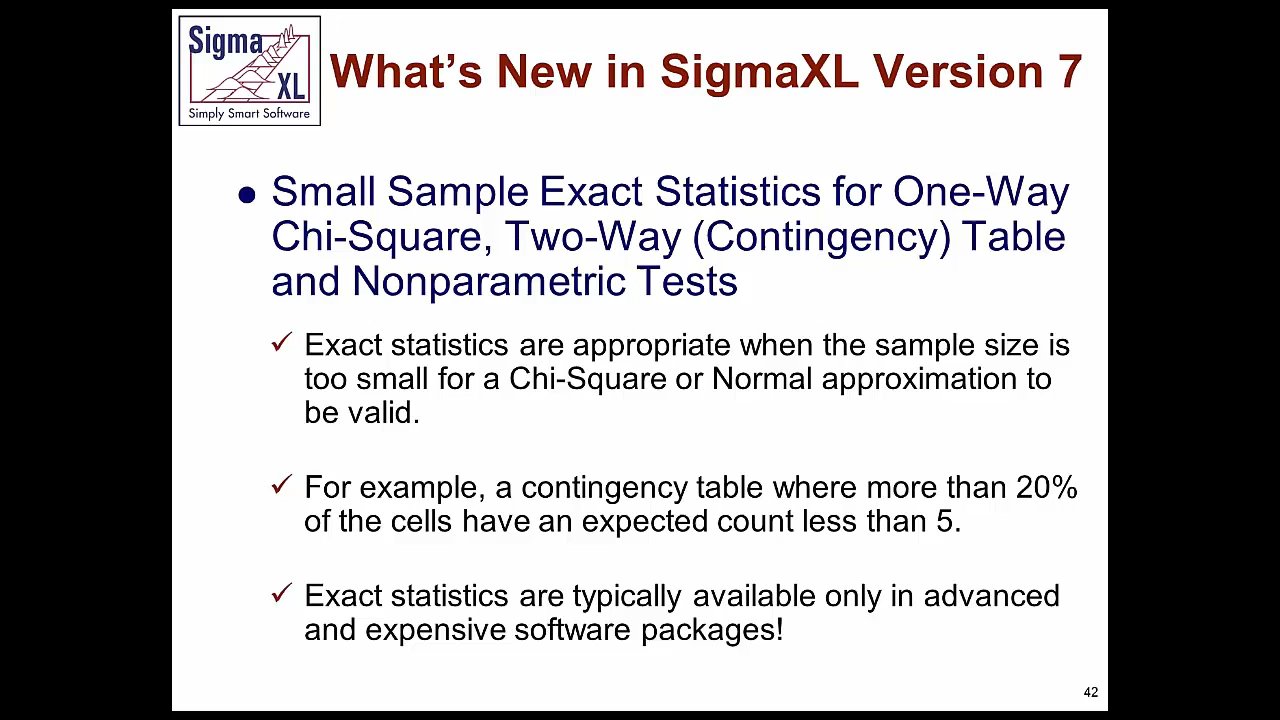 Sigma
XL
Simply Smart Software
What's New in SigmaXL Version 7
● Small Sample Exact Statistics for One-Way
Chi-Square, Two-Way (Contingency) Table
and Nonparametric Tests
✓ Exact statistics are appropriate when the sample size is
too small for a Chi-Square or Normal approximation to
be valid.
✓ For example, a contingency table where more than 20%
of the cells have an expected count less than 5.
✓ Exact statistics are typically available only in advanced
and expensive software packages!
42